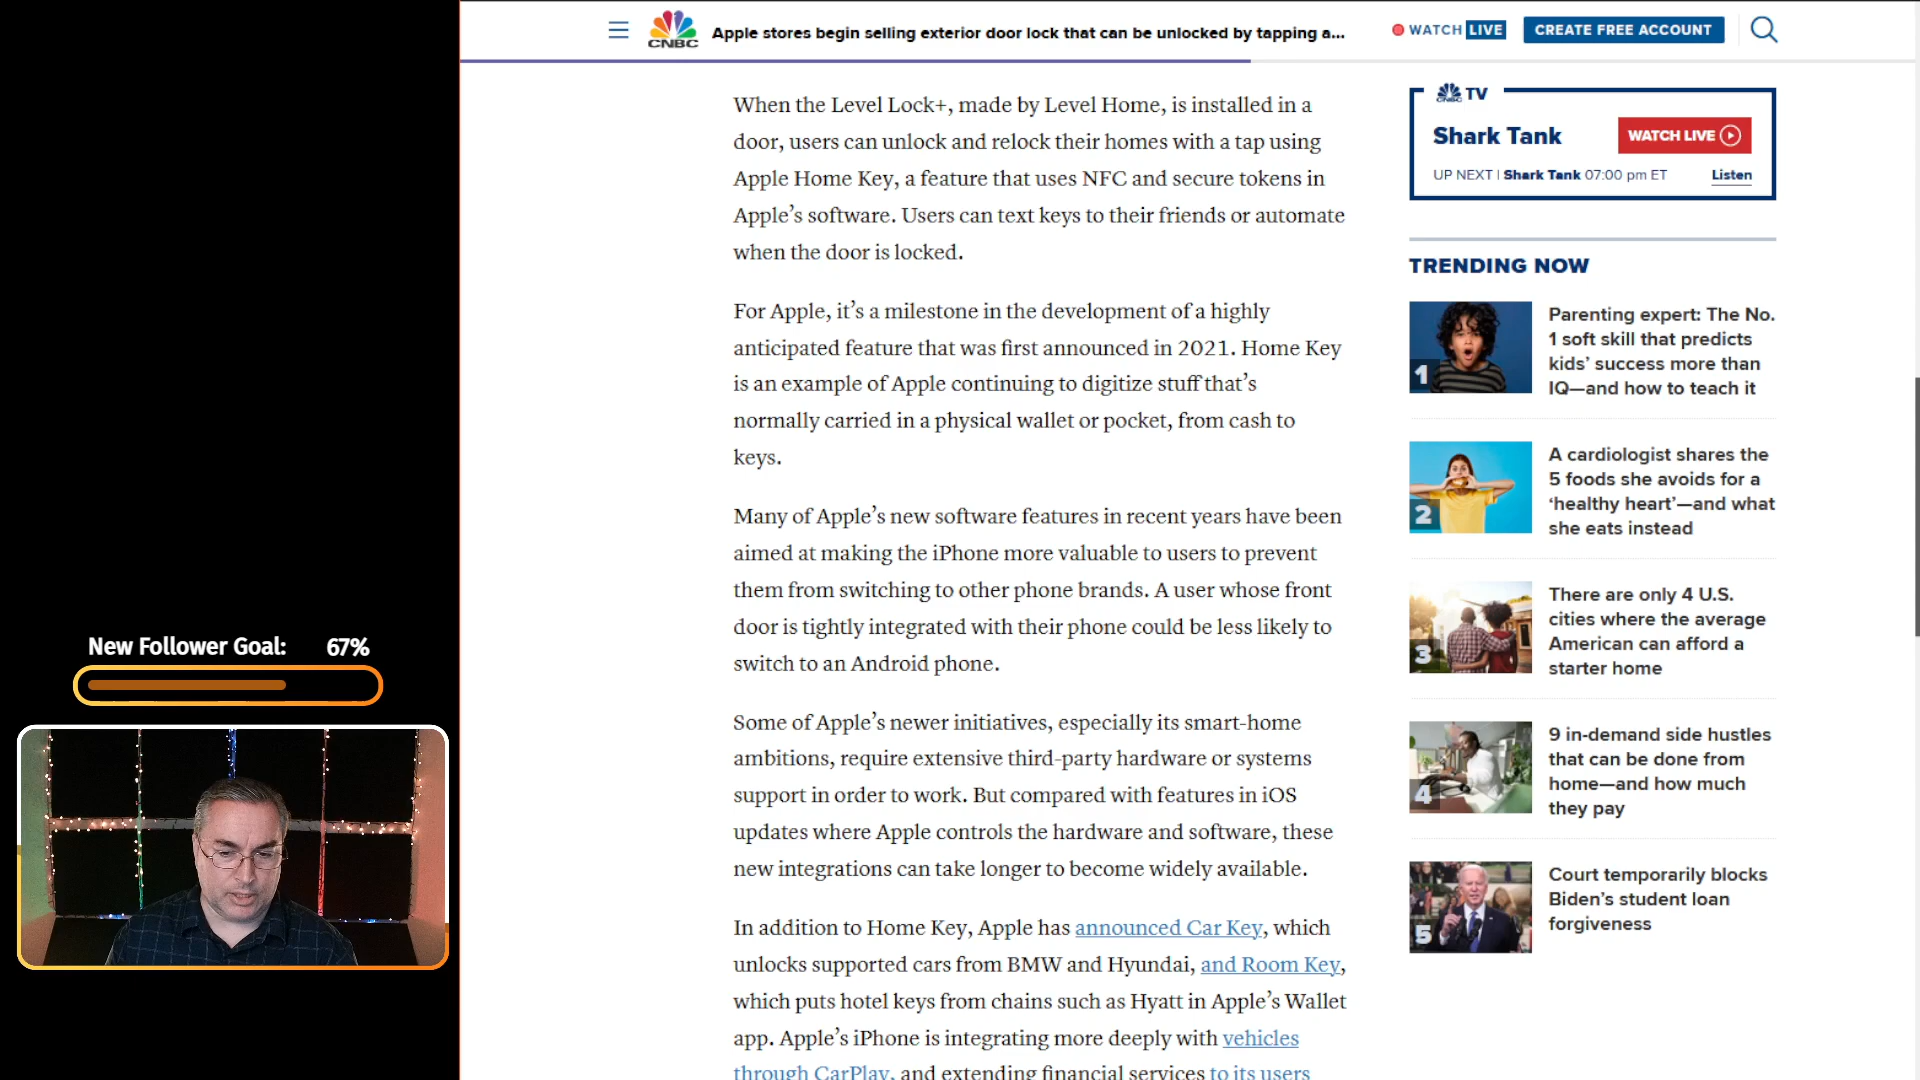 CNBC
Apple stores begin selling exterior door lock that can be unlocked by tapping a...
WATCH LIVE
CREATE FREE ACCOUNT
When the Level Lock+, made by Level Home, is installed in a
door, users can unlock and relock their homes with a tap using
Apple Home Key, a feature that uses NFC and secure tokens in
Apple’s software. Users can text keys to their friends or automate
when the door is locked.
For Apple, it’s a milestone in the development of a highly
anticipated feature that was first announced in 2021. Home Key
is an example of Apple continuing to digitize stuff that’s
normally carried in a physical wallet or pocket, from cash to
keys.
Many of Apple’s new software features in recent years have been
aimed at making the iPhone more valuable to users to prevent
them from switching to other phone brands. A user whose front
door is tightly integrated with their phone could be less likely to
switch to an Android phone.
Some of Apple’s newer initiatives, especially its smart-home
ambitions, require extensive third-party hardware or systems
support in order to work. But compared with features in iOS
updates where Apple controls the hardware and software, these
new integrations can take longer to become widely available.
In addition to Home Key, Apple has announced Car Key, which
unlocks supported cars from BMW and Hyundai, and Room Key,
which puts hotel keys from chains such as Hyatt in Apple’s Wallet
app. Apple’s iPhone is integrating more deeply with vehicles
through CarPlay, and extending financial services to its users
CNBC TV
Shark Tank
WATCH LIVE
UP NEXT | Shark Tank 07:00 pm ET
Listen
TRENDING NOW
1
Parenting expert: The No.
1 soft skill that predicts
kids’ success more than
IQ—and how to teach it
2
A cardiologist shares the
5 foods she avoids for a
‘healthy heart’—and what
she eats instead
3
There are only 4 U.S.
cities where the average
American can afford a
starter home
4
9 in-demand side hustles
that can be done from
home—and how much
they pay
5
Court temporarily blocks
Biden’s student loan
forgiveness
New Follower Goal: 67%